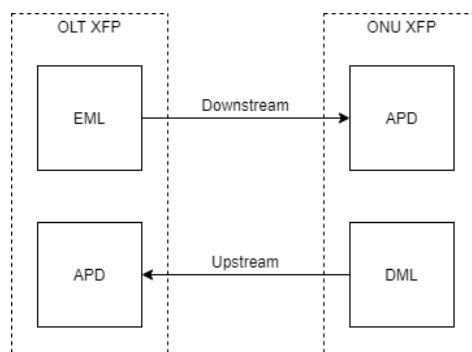 OLT XFP
ONU XFP
EML
Downstream
APD
APD
Upstream
DML